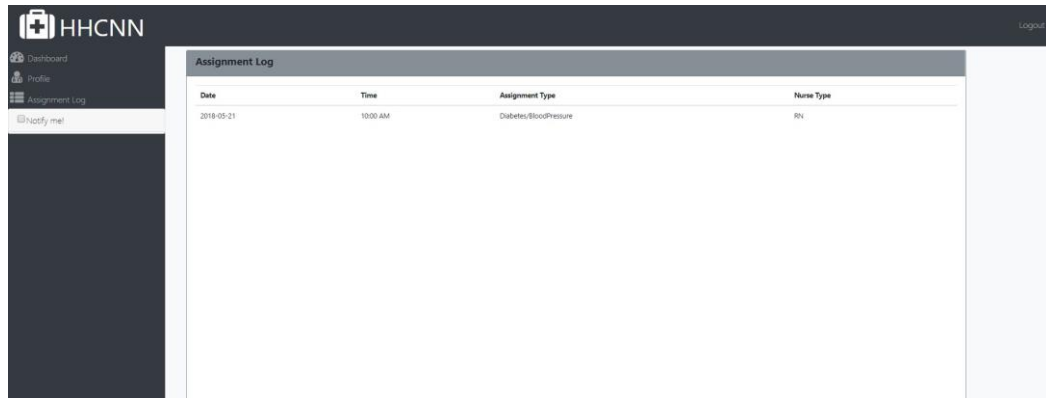 HHCNN
Logout
Dashboard
Profile
Assignment Log
Notify me!
Assignment Log
Date Time Assignment Type Nurse Type
2018-05-21 10:00 AM Diabetes/BloodPressure RN